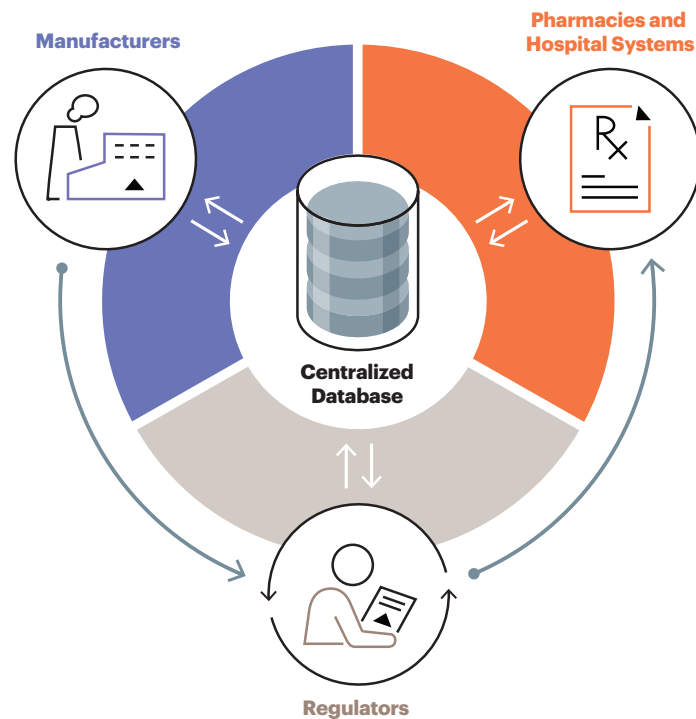 Manufacturers
Pharmacies and
Hospital Systems
Rx
Centralized
Database
Regulators